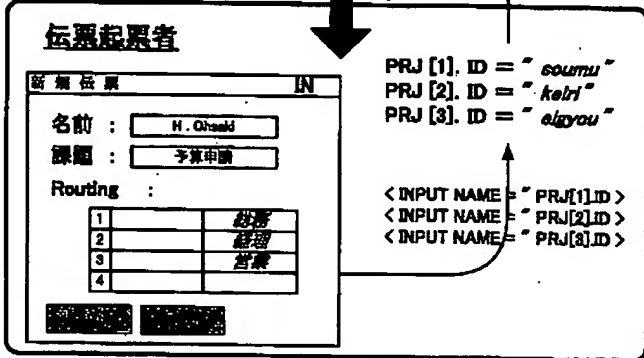 伝票起票者
新規伝票 IN
名前 : H. Ohsaki
課題 : 予算申請
Routing :
1 総務
2 経理
3 営業
4
PRJ [1]. ID = " soumu "
PRJ [2]. ID = " keiri "
PRJ [3]. ID = " eigyou "
< INPUT NAME = " PRJ[1].ID >
< INPUT NAME = " PRJ[2].ID >
< INPUT NAME = " PRJ[3].ID >